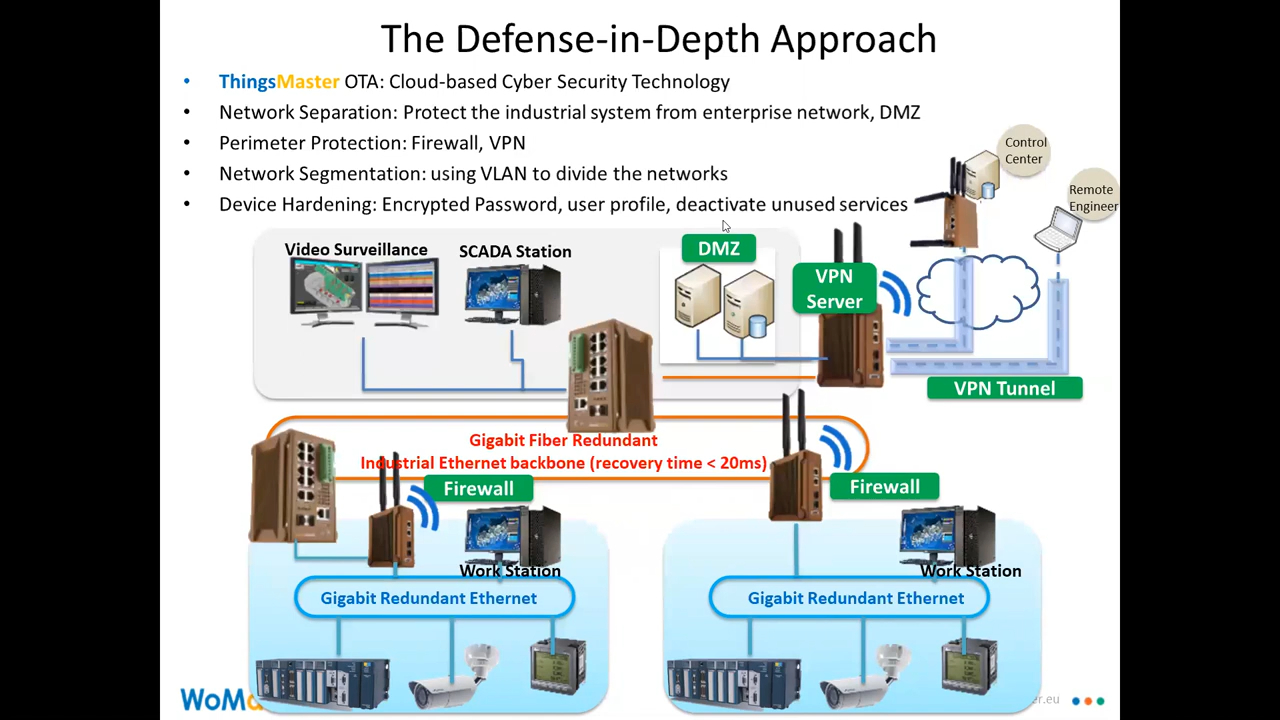 The Defense-in-Depth Approach
• ThingsMaster OTA: Cloud-based Cyber Security Technology
• Network Separation: Protect the industrial system from enterprise network, DMZ
• Perimeter Protection: Firewall, VPN
• Network Segmentation: using VLAN to divide the networks
• Device Hardening: Encrypted Password, user profile, deactivate unused services
Control
Center
Remote
Engineer
Video Surveillance
SCADA Station
DMZ
VPN
Server
VPN Tunnel
Gigabit Fiber Redundant
Industrial Ethernet backbone (recovery time < 20ms)
Firewall
Firewall
Work Station
Work Station
Gigabit Redundant Ethernet
Gigabit Redundant Ethernet
WoMa
er.eu